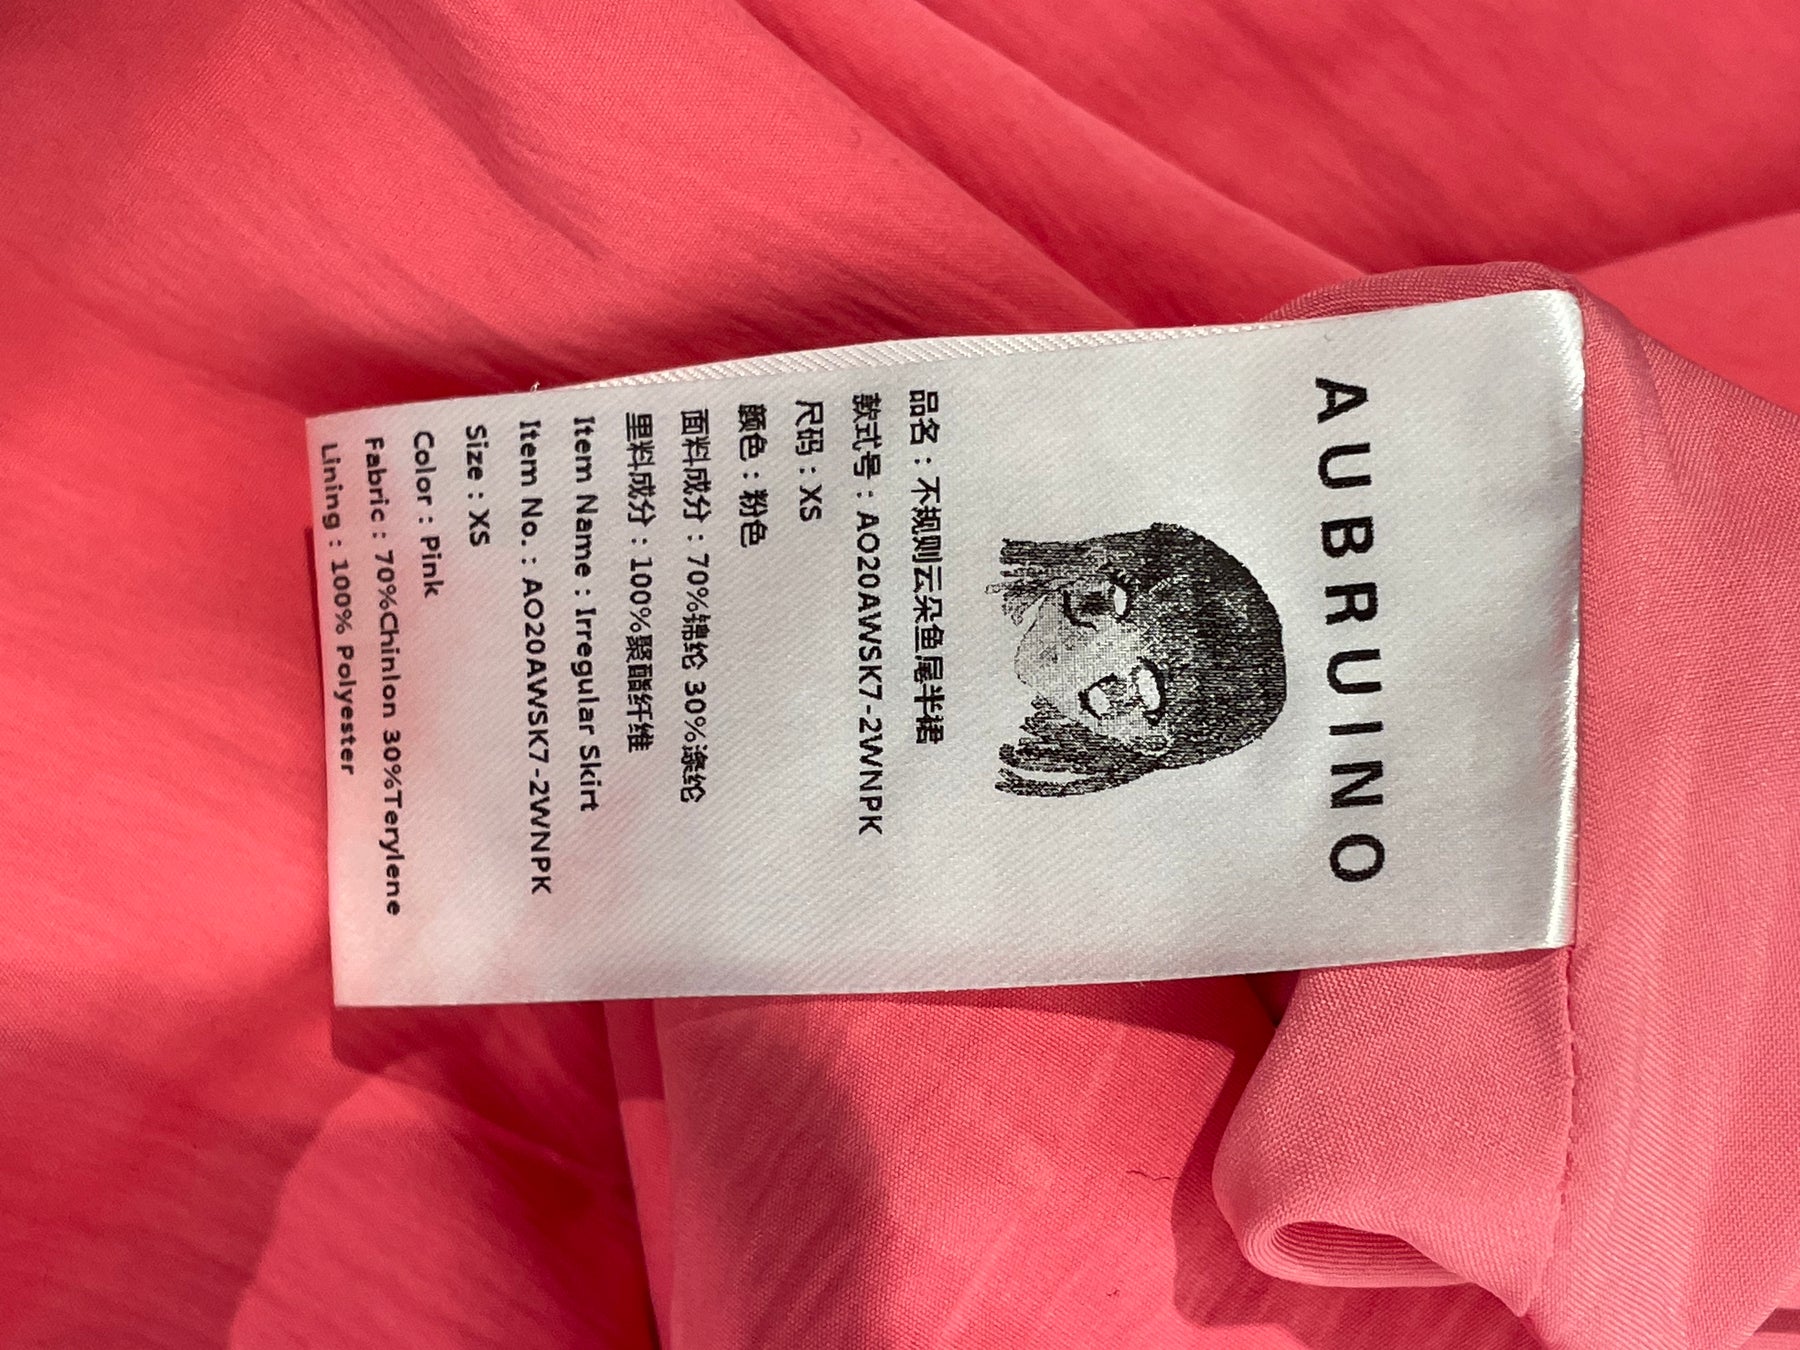 AUBRUINO
品名：不规则云朵鱼尾半裙
款式号：AO20AWSK7-2WNPK
尺码：XS
颜色：粉色
面料成分：70%锦纶 30%涤纶
里料成分：100%聚酯纤维
Item Name : Irregular Skirt
Item No. : AO20AWSK7-2WNPK
Size : XS
Color : Pink
Fabric : 70%Chinlon 30%Terylene
Lining : 100% Polyester